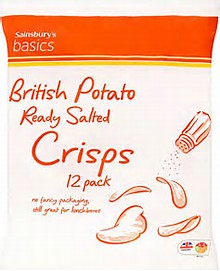 Sainsbury's
basics
British Potato
Ready Salted
Crisps
12 pack
no fancy packaging,
still great for lunchboxes